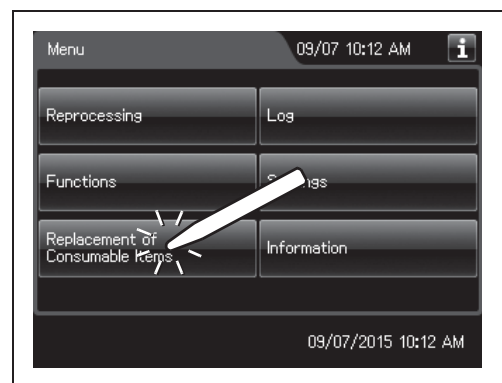 Menu
09/07 10:12 AM
i
Reprocessing
Log
Functions
Replacement of
Consumable Items
Information
09/07/2015 10:12 AM